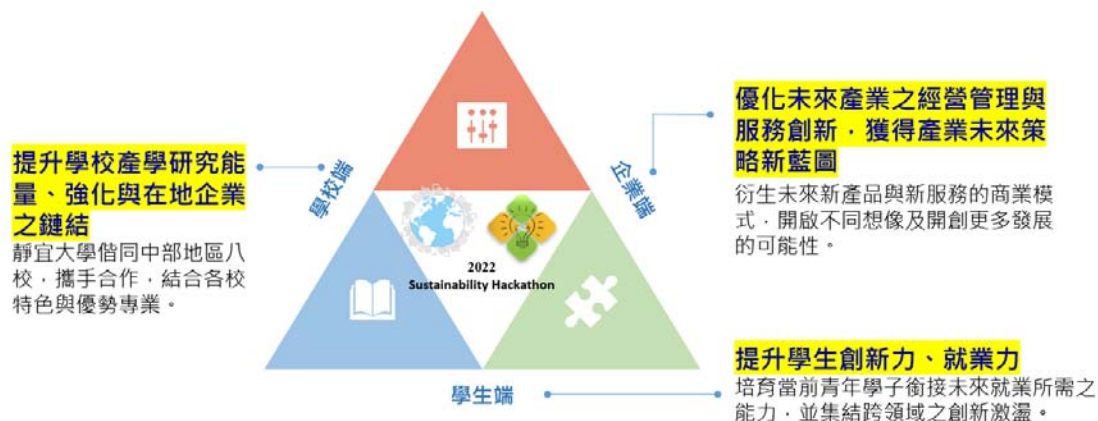 提升學校產學研究能
量、強化與在地企業
之鏈結
靜宜大學偕同中部地區八
校，攜手合作，結合各校
特色與優勢專業。
學校端
企業端
優化未來產業之經營管理與
服務創新，獲得產業未來策
略新藍圖
衍生未來新產品與新服務的商業模
式，開啟不同想像及開創更多發展
的可能性。
2022
Sustainability Hackathon
學生端
提升學生創新力、就業力
培育當前青年學子銜接未來就業所需之
能力，並集結跨領域之創新激盪。